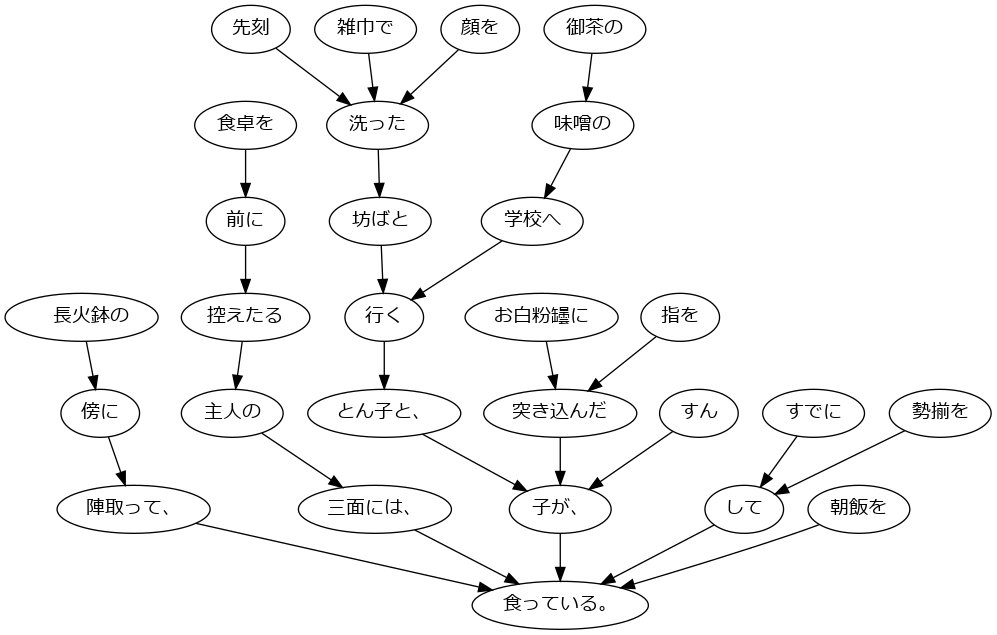 先刻 雑巾で 顔を 御茶の
食卓を 洗った 味噌の
前に 坊ばと 学校へ
長火鉢の 控えたる 行く お白粉罎に 指を
傍に 主人の とん子と、 突き込んだ すん すでに 勢揃を
陣取って、 三面には、 子が、 して 朝飯を
食っている。